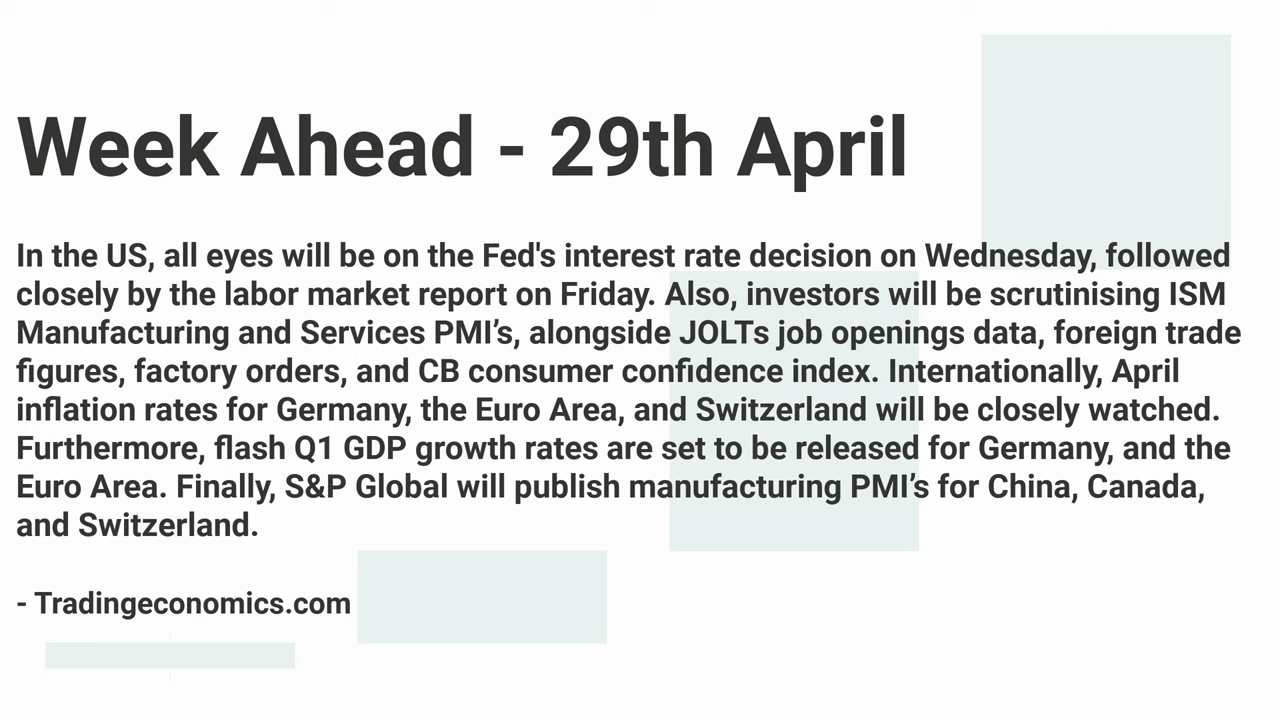 Week Ahead - 29th April
In the US, all eyes will be on the Fed's interest rate decision on Wednesday, followed
closely by the labor market report on Friday. Also, investors will be scrutinising ISM
Manufacturing and Services PMI’s, alongside JOLTs job openings data, foreign trade
figures, factory orders, and CB consumer confidence index. Internationally, April
inflation rates for Germany, the Euro Area, and Switzerland will be closely watched.
Furthermore, flash Q1 GDP growth rates are set to be released for Germany, and the
Euro Area. Finally, S&P Global will publish manufacturing PMI’s for China, Canada,
and Switzerland.
- Tradingeconomics.com